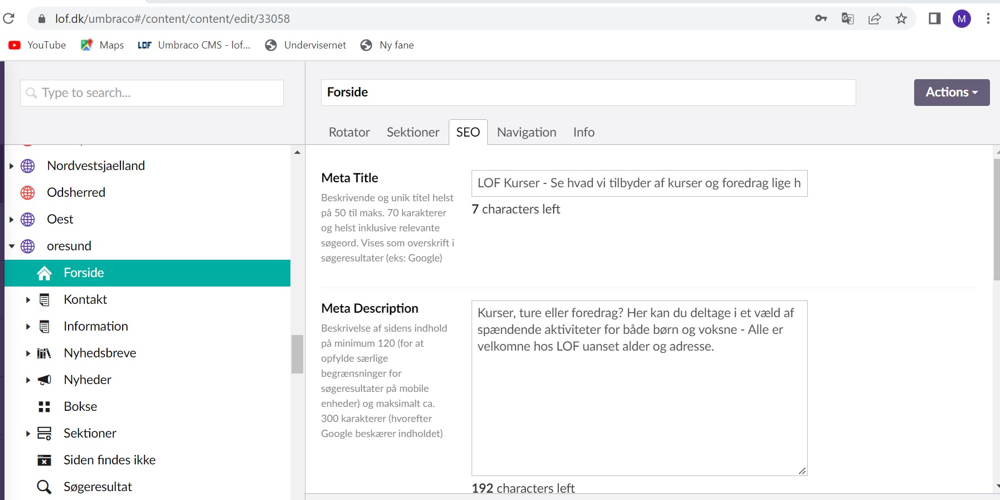 lof.dk/umbraco#/content/content/edit/33058
M
YouTube
Maps
LOF Umbraco CMS - lof...
Undervisernet
Ny fane
Type to search...
Forside
Actions
Rotator
Sektioner
SEO
Navigation
Info
Nordvestsjaelland
Odsherred
Oest
oresund
Forside
Kontakt
Information
Nyhedsbreve
Nyheder
Bokse
Sektioner
Siden findes ikke
Søgeresultat
Meta Title
Beskrivende og unik titel helst
på 50 til maks. 70 karakterer
og helst inklusive relevante
søgeord. Vises som overskrift i
søgeresultater (eks: Google)
LOF Kurser - Se hvad vi tilbyder af kurser og foredrag lige h
7 characters left
Meta Description
Beskrivelse af sidens indhold
på minimum 120 (for at
opfylde særlige
begrænsninger for
søgeresultater på mobile
enheder) og maksimalt ca.
300 karakterer (hvorefter
Google beskærer indholdet)
Kurser, ture eller foredrag? Her kan du deltage i et væld af
spændende aktiviteter for både børn og voksne - Alle er
velkomne hos LOF uanset alder og adresse.
192 characters left